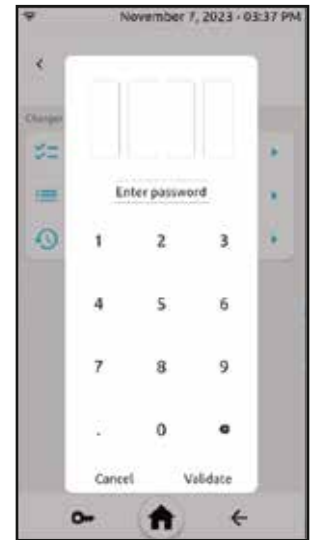 November 7, 2023 - 03:37 PM
Charger
Enter password
1 2 3
4 5 6
7 8 9
. 0
Cancel Validate